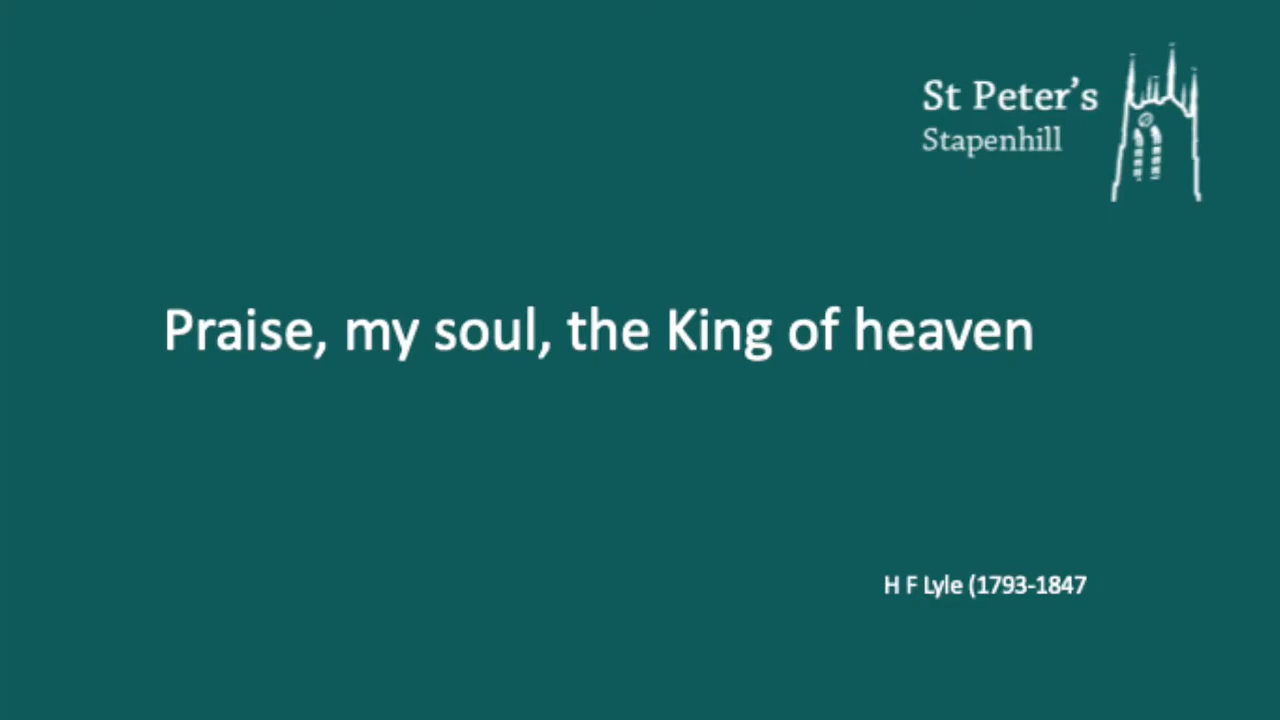 St Peter’s
Stapenhill
Praise, my soul, the King of heaven
H F Lyle (1793-1847